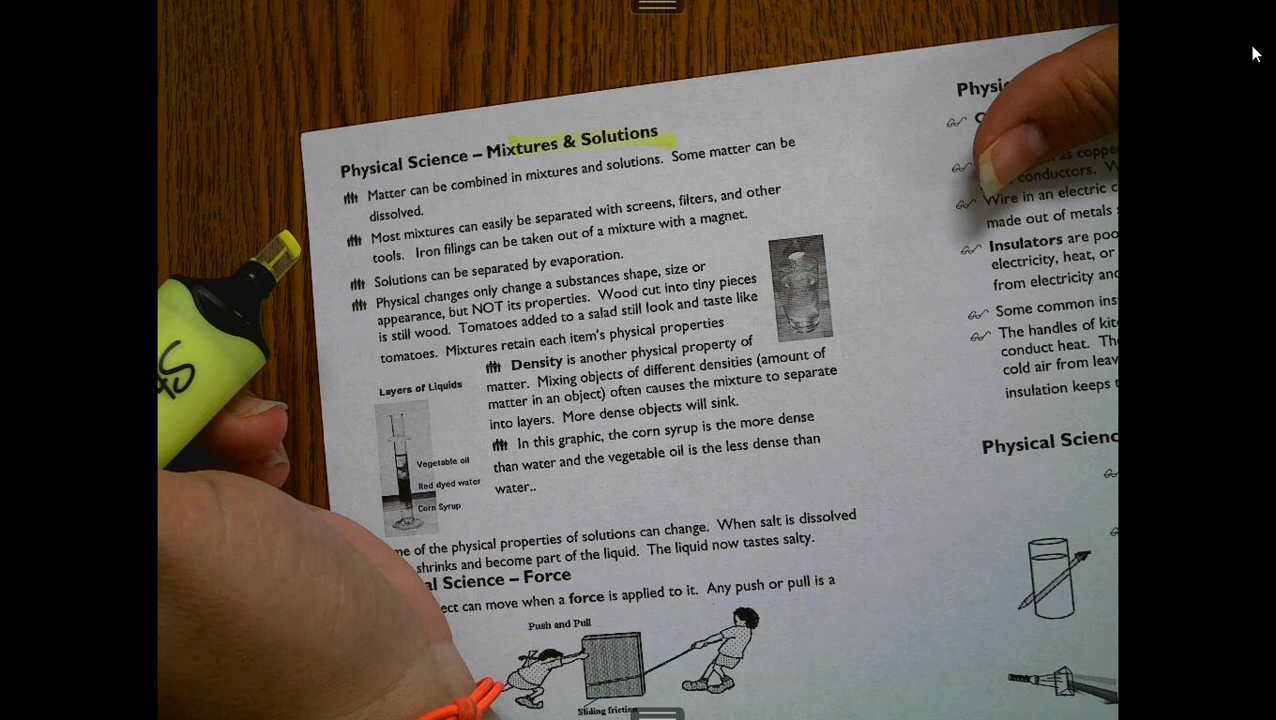 Physical Science – Mixtures & Solutions
Matter can be combined in mixtures and solutions. Some matter can be
dissolved.
Most mixtures can easily be separated with screens, filters, and other
tools. Iron filings can be taken out of a mixture with a magnet.
Solutions can be separated by evaporation.
Physical changes only change a substances shape, size or
appearance, but NOT its properties. Wood cut into tiny pieces
is still wood. Tomatoes added to a salad still look and taste like
tomatoes. Mixtures retain each item's physical properties
Density is another physical property of
matter. Mixing objects of different densities (amount of
matter in an object) often causes the mixture to separate
into layers. More dense objects will sink.
In this graphic, the corn syrup is the more dense
than water and the vegetable oil is the less dense than
water..
Layers of Liquids
Vegetable oil
Red dyed water
Corn Syrup
of the physical properties of solutions can change. When salt is dissolved
shrinks and become part of the liquid. The liquid now tastes salty.
Science – Force
can move when a force is applied to it. Any push or pull is a
Push and Pull
Sliding friction
as coppe
conductors.
Wire in an electric
made out of metals
Insulators are poo
electricity, heat, or
from electricity and
Some common ins
The handles of kit
conduct heat. Th
cold air from leav
insulation keeps
Physical Scienc